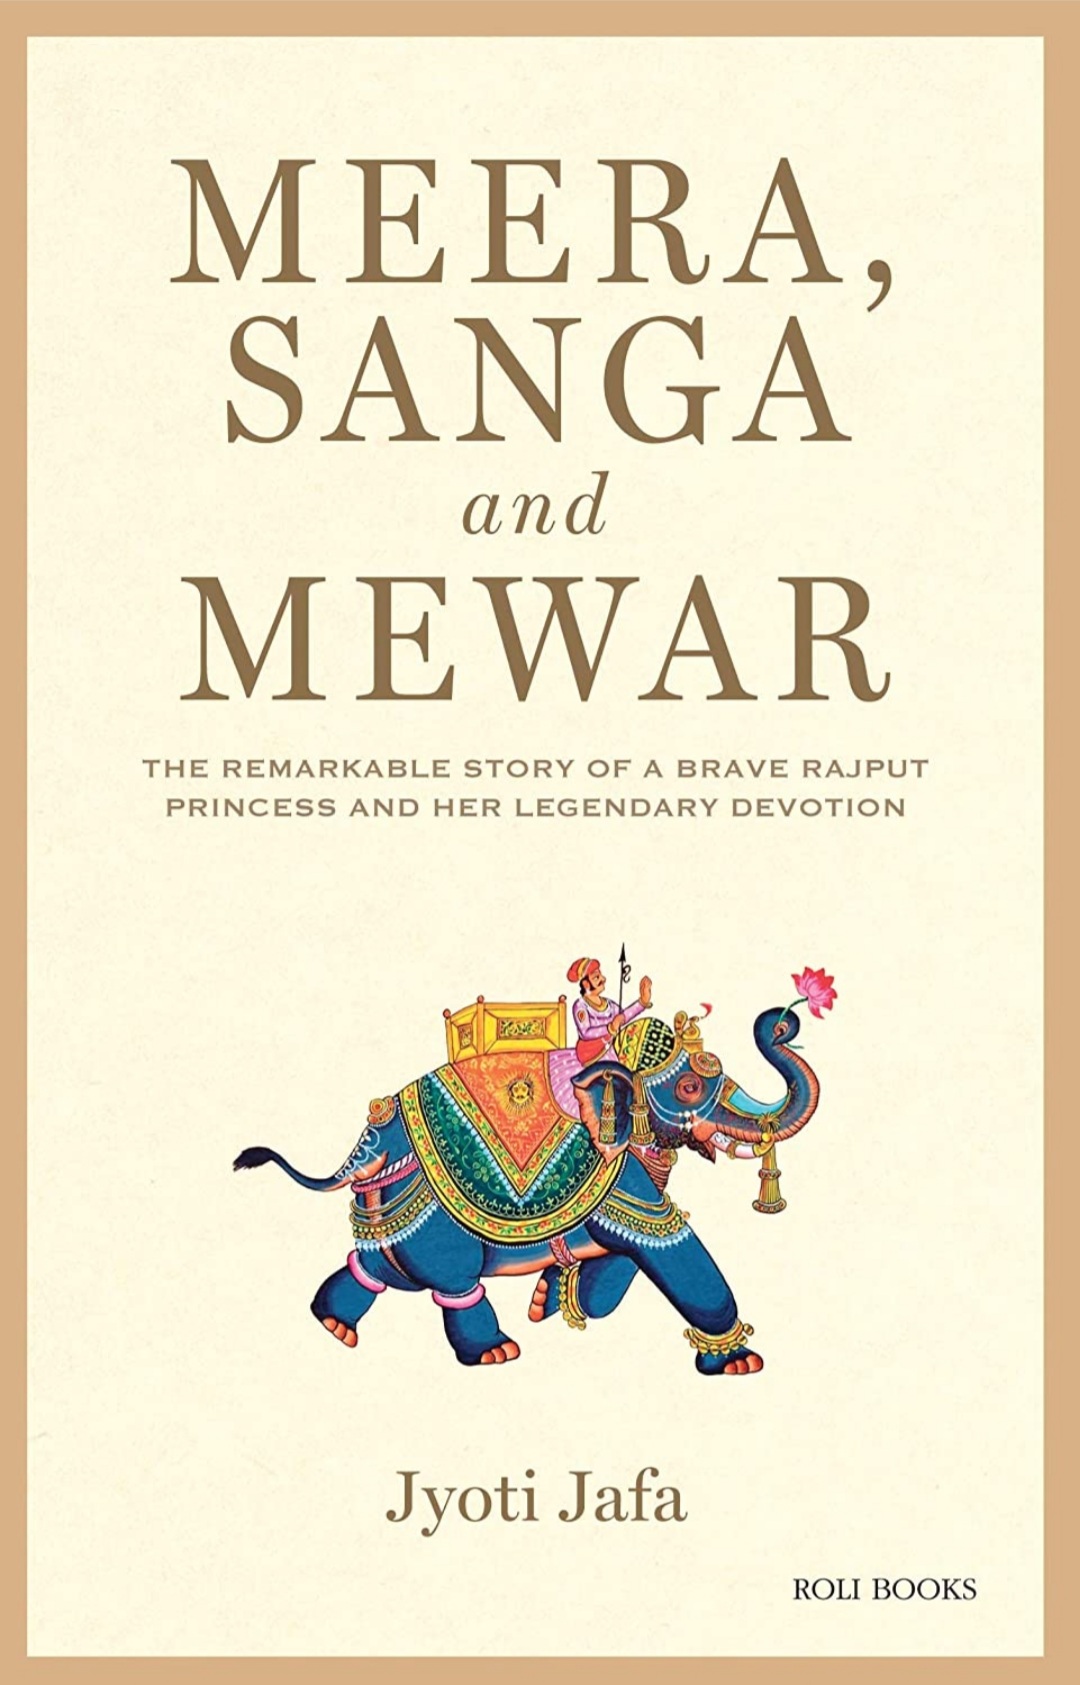 MEERA,
SANGA
and
MEWAR
THE REMARKABLE STORY OF A BRAVE RAJPUT
PRINCESS AND HER LEGENDARY DEVOTION
Jyoti Jafa
ROLI BOOKS